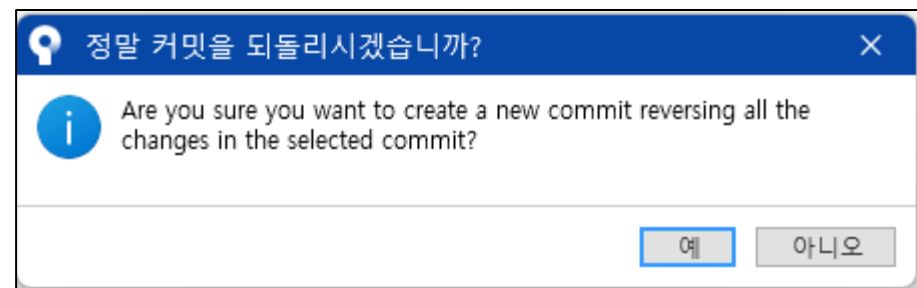 정말 커밋을 되돌리시겠습니까?
Are you sure you want to create a new commit reversing all the
changes in the selected commit?
예
아니오